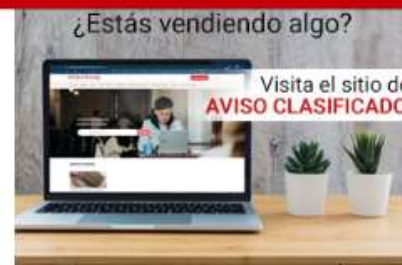 ¿Estás vendiendo algo?
Visita el sitio de
AVISO CLASIFICADO